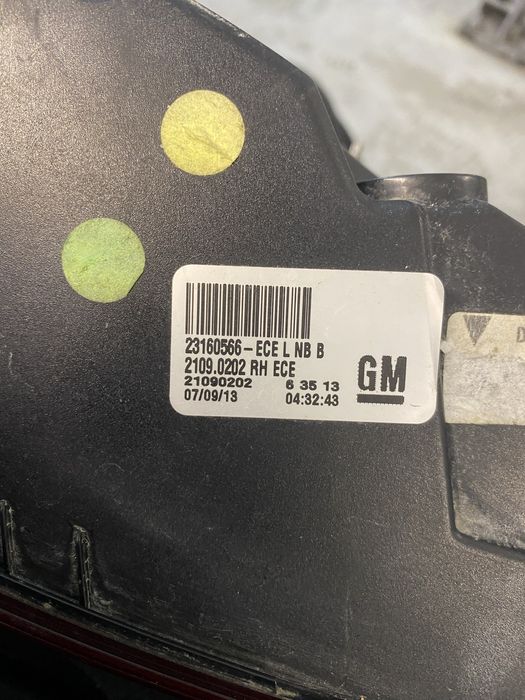 23160566-ECE L NB B
2109.0202 RH ECE
21090202 6 35 13
07/09/13 04:32:43
GM
D